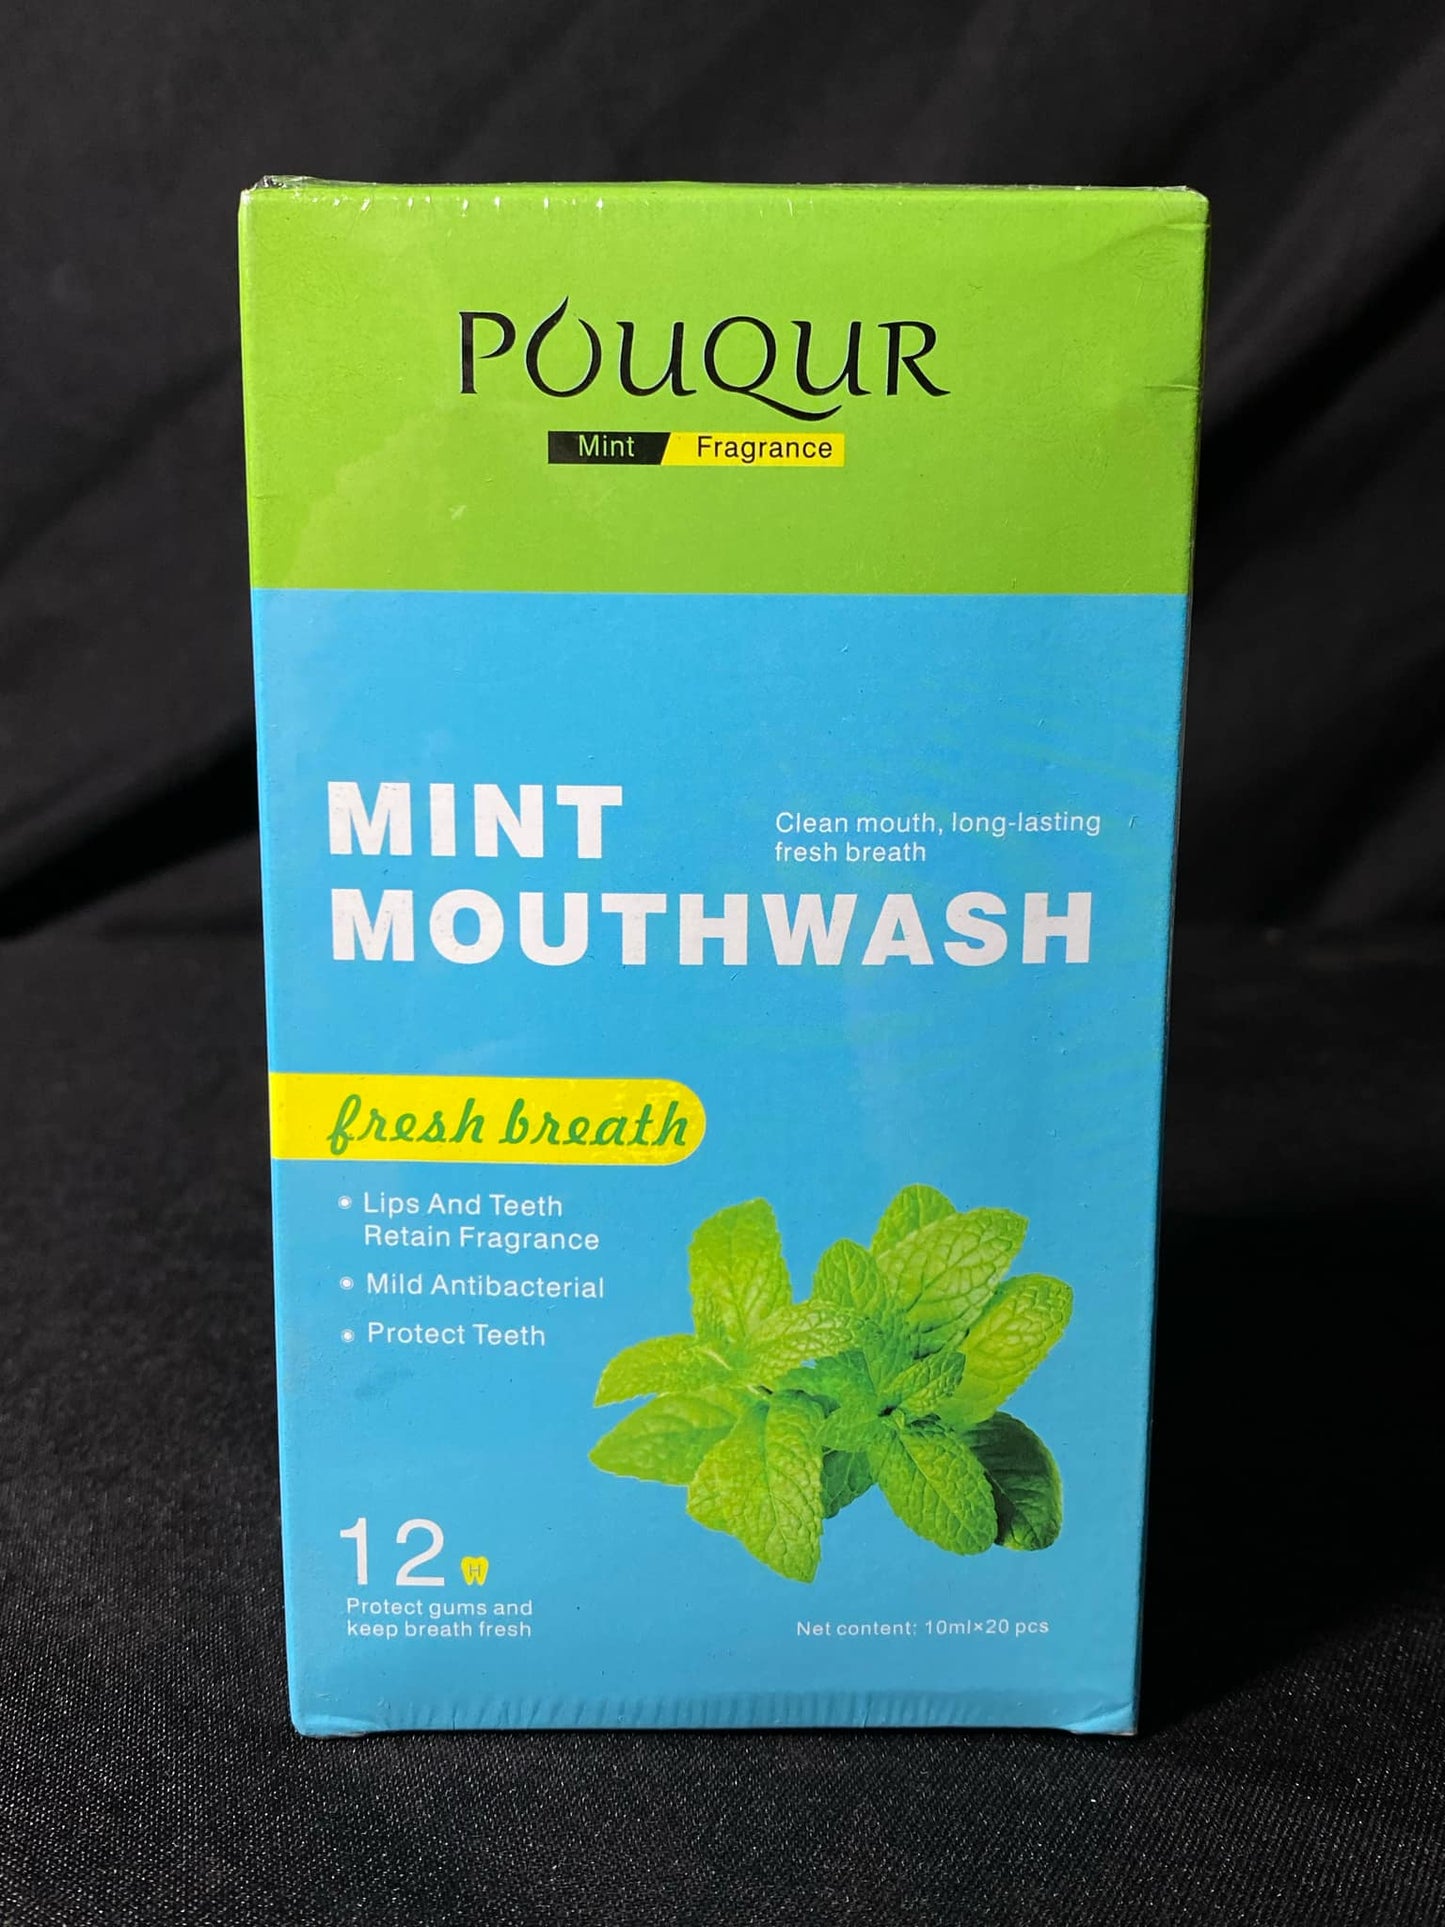 POUQUR
Mint Fragrance
MINT
Clean mouth, long-lasting
fresh breath
MOUTHWASH
fresh breath
Lips And Teeth
Retain Fragrance
Mild Antibacterial
Protect Teeth
12 H
Protect gums and
keep breath fresh
Net content: 10ml×20 pcs